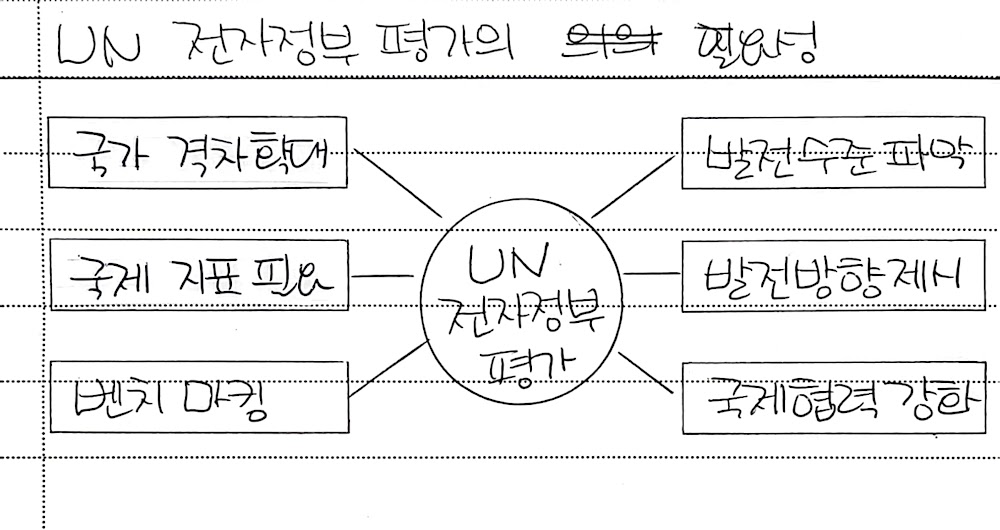 UN 전자정부 평가의 의의 필요성
국가 격차확대
발전수준 파악
국제 지표 필요
UN
전자정부
평가
발전방향제시
벤치마킹
국제협력 강화